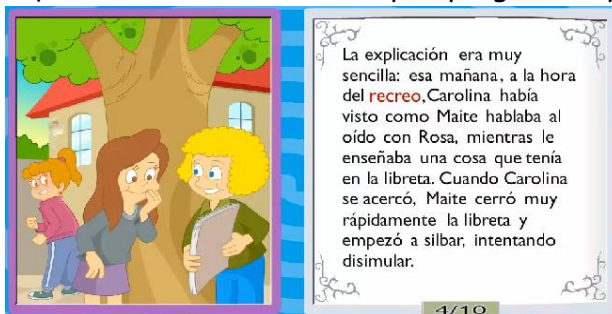 La explicación era muy
sencilla: esa mañana, a la hora
del recreo,Carolina había
visto como Maite hablaba al
oído con Rosa, mientras le
enseñaba una cosa que tenía
en la libreta. Cuando Carolina
se acercó, Maite cerró muy
rápidamente la libreta y
empezó a silbar, intentando
disimular.